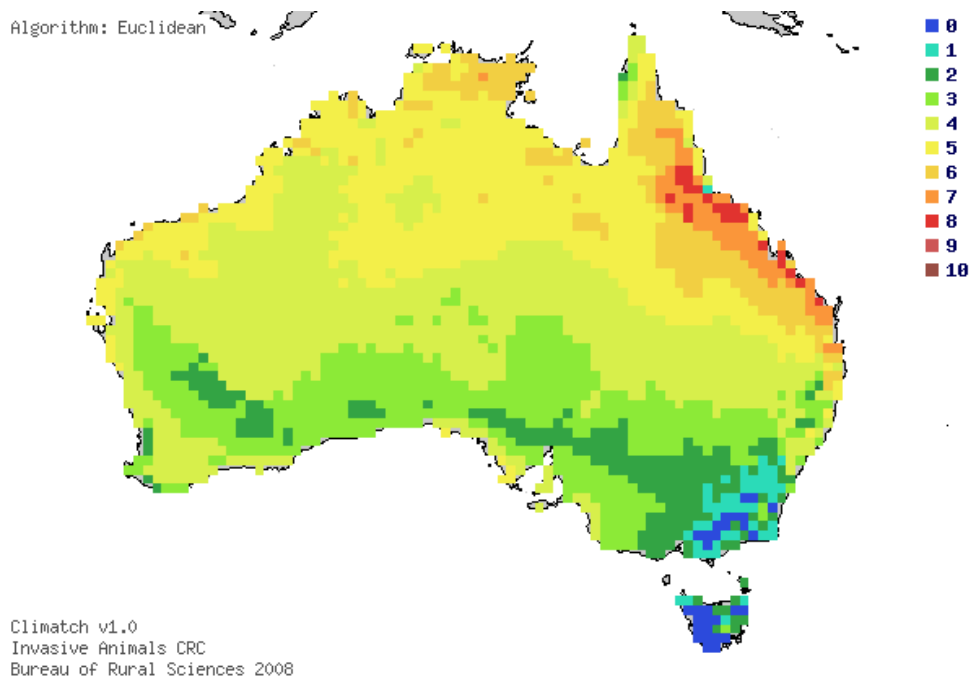 Algorithm: Euclidean
0
1
2
3
4
5
6
7
8
9
10
Climatch v1.0
Invasive Animals CRC
Bureau of Rural Sciences 2008